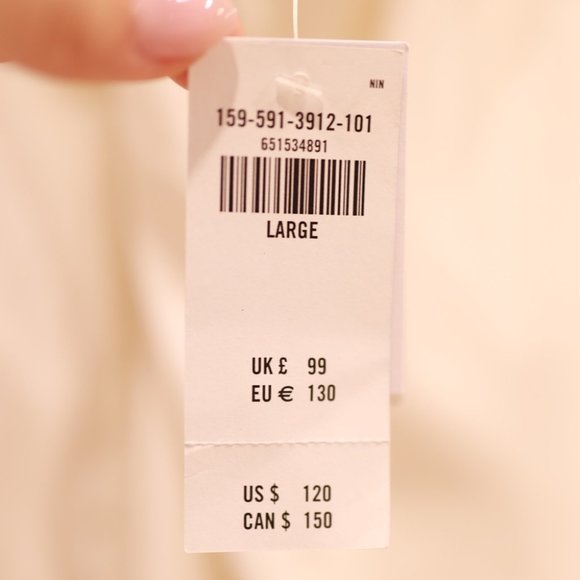 NIN
159-591-3912-101
651534891
LARGE
UK £ 99
EU € 130
US $ 120
CAN $ 150